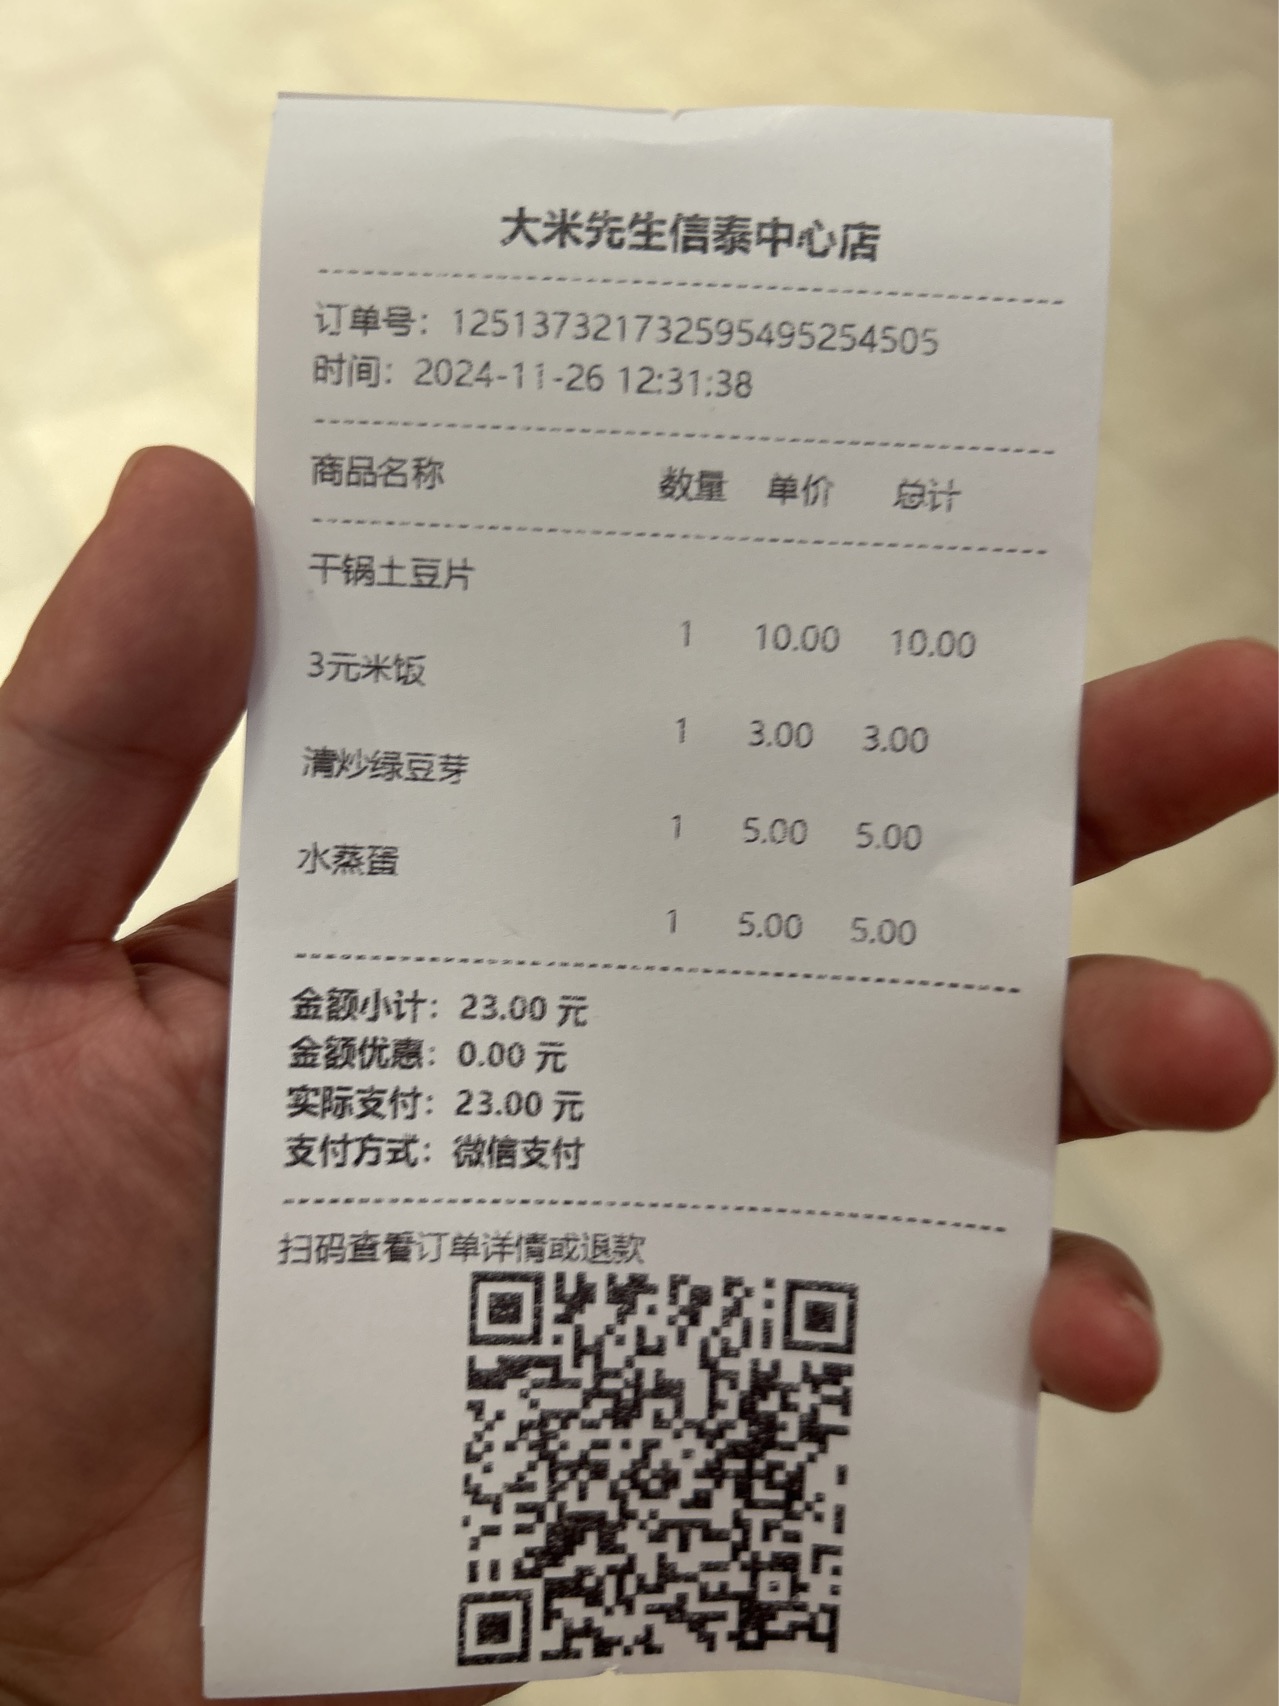 大米先生信泰中心店
订单号：1251373217325954952545​05
时间：2024-11-26 12:31:38
商品名称 数量 单价 总计
干锅土豆片
1 10.00 10.00
3元米饭
1 3.00 3.00
清炒绿豆芽
1 5.00 5.00
水蒸蛋
1 5.00 5.00
金额小计：23.00 元
金额优惠：0.00 元
实际支付：23.00 元
支付方式：微信支付
扫码查看订单详情或退款